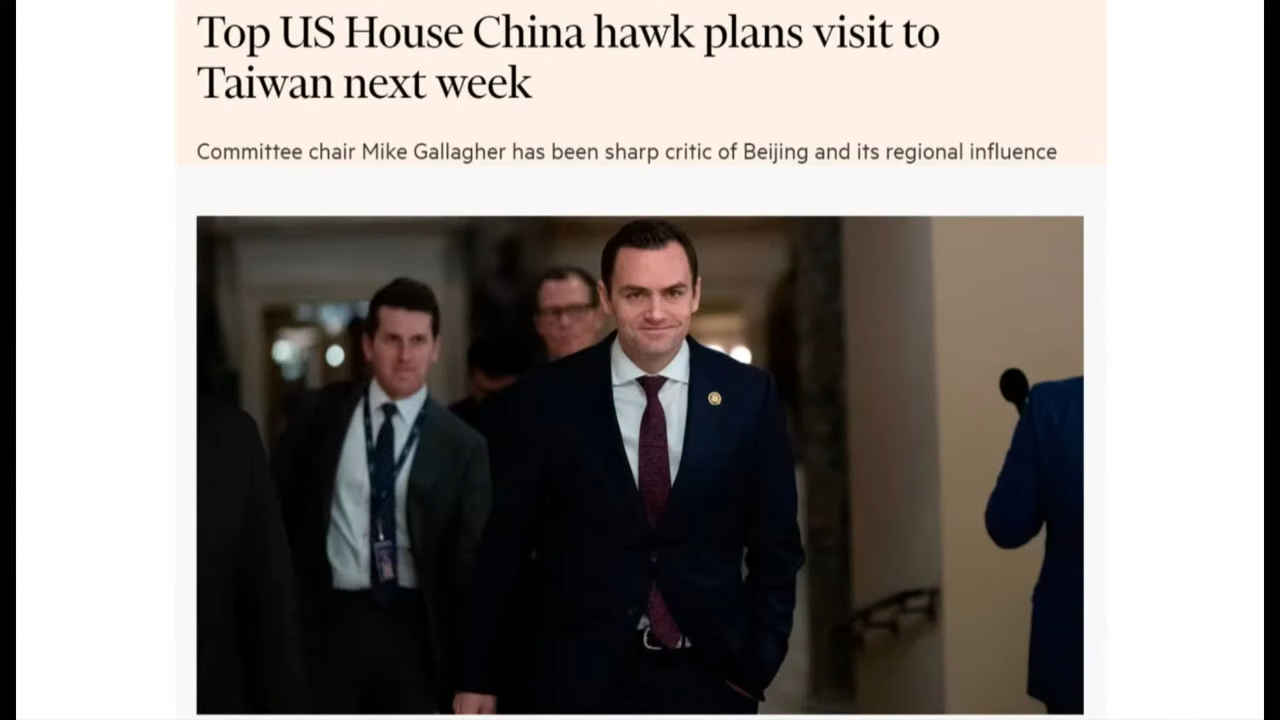 Top US House China hawk plans visit to
Taiwan next week
Committee chair Mike Gallagher has been sharp critic of Beijing and its regional influence